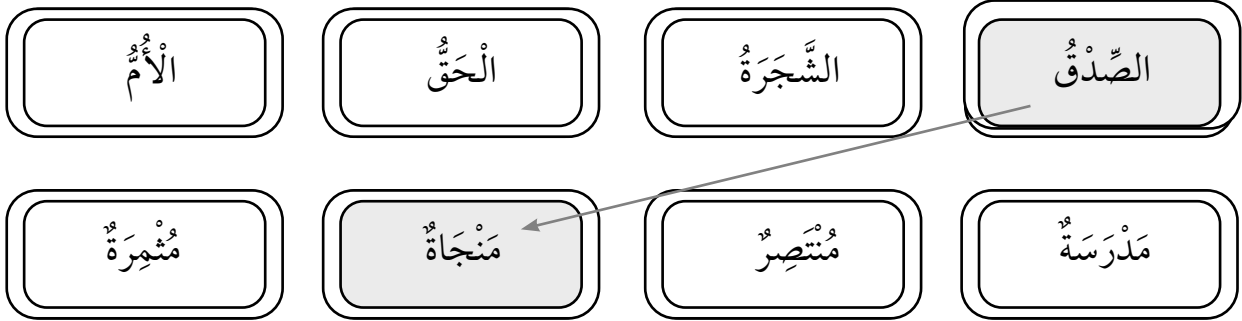 الصِّدْقُ الشَّجَرَةُ الْحَقُّ الْأُمُّ
مَدْرَسَةٌ مُنْتَصِرٌ مَنْجَاةٌ مُثْمِرَةٌ